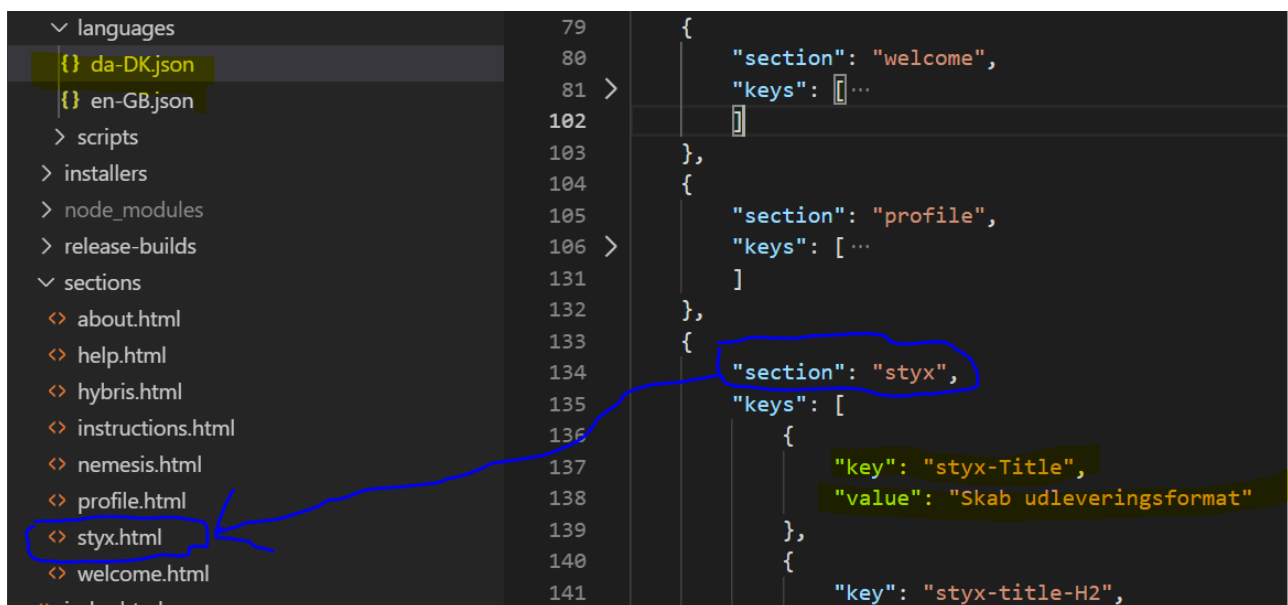 languages
{} da-DK.json
{} en-GB.json
> scripts
> installers
> node_modules
> release-builds
sections
<> about.html
<> help.html
<> hybris.html
<> instructions.html
<> nemesis.html
<> profile.html
<> styx.html
<> welcome.html
79 {
80 "section": "welcome",
81 > "keys": [ ...
102 ]
103 },
104 {
105 "section": "profile",
106 > "keys": [ ...
131 ]
132 },
133 {
134 "section": "styx",
135 "keys": [
136 {
137 "key": "styx-Title",
138 "value": "Skab udleveringsformat"
139 },
140 {
141 "key": "styx-title-H2",